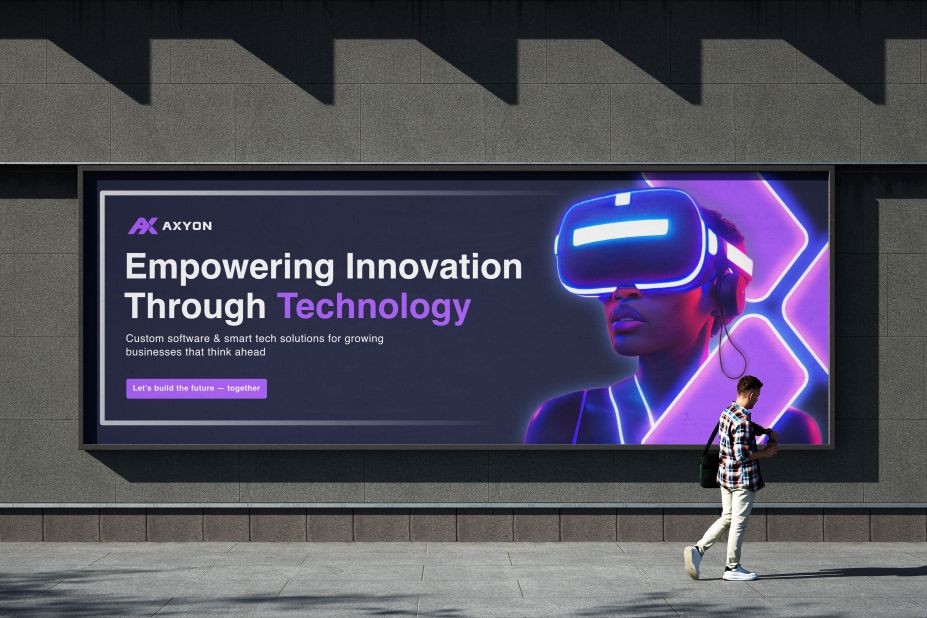 AXYON
Empowering Innovation
Through Technology
Custom software & smart tech solutions for growing
businesses that think ahead
Let's build the future — together